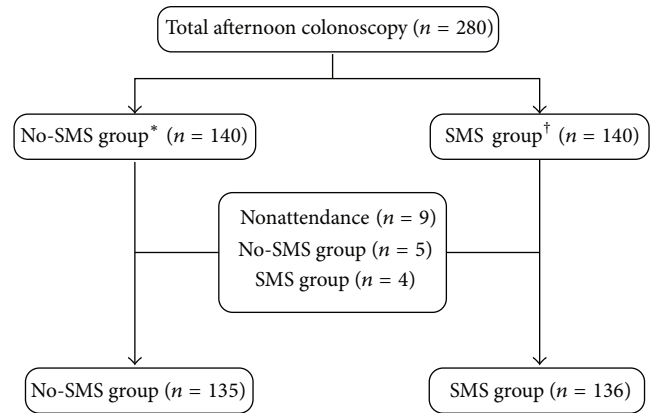 Total afternoon colonoscopy (n = 280)
No-SMS group* (n = 140)
SMS group† (n = 140)
Nonattendance (n = 9)
No-SMS group (n = 5)
SMS group (n = 4)
No-SMS group (n = 135)
SMS group (n = 136)